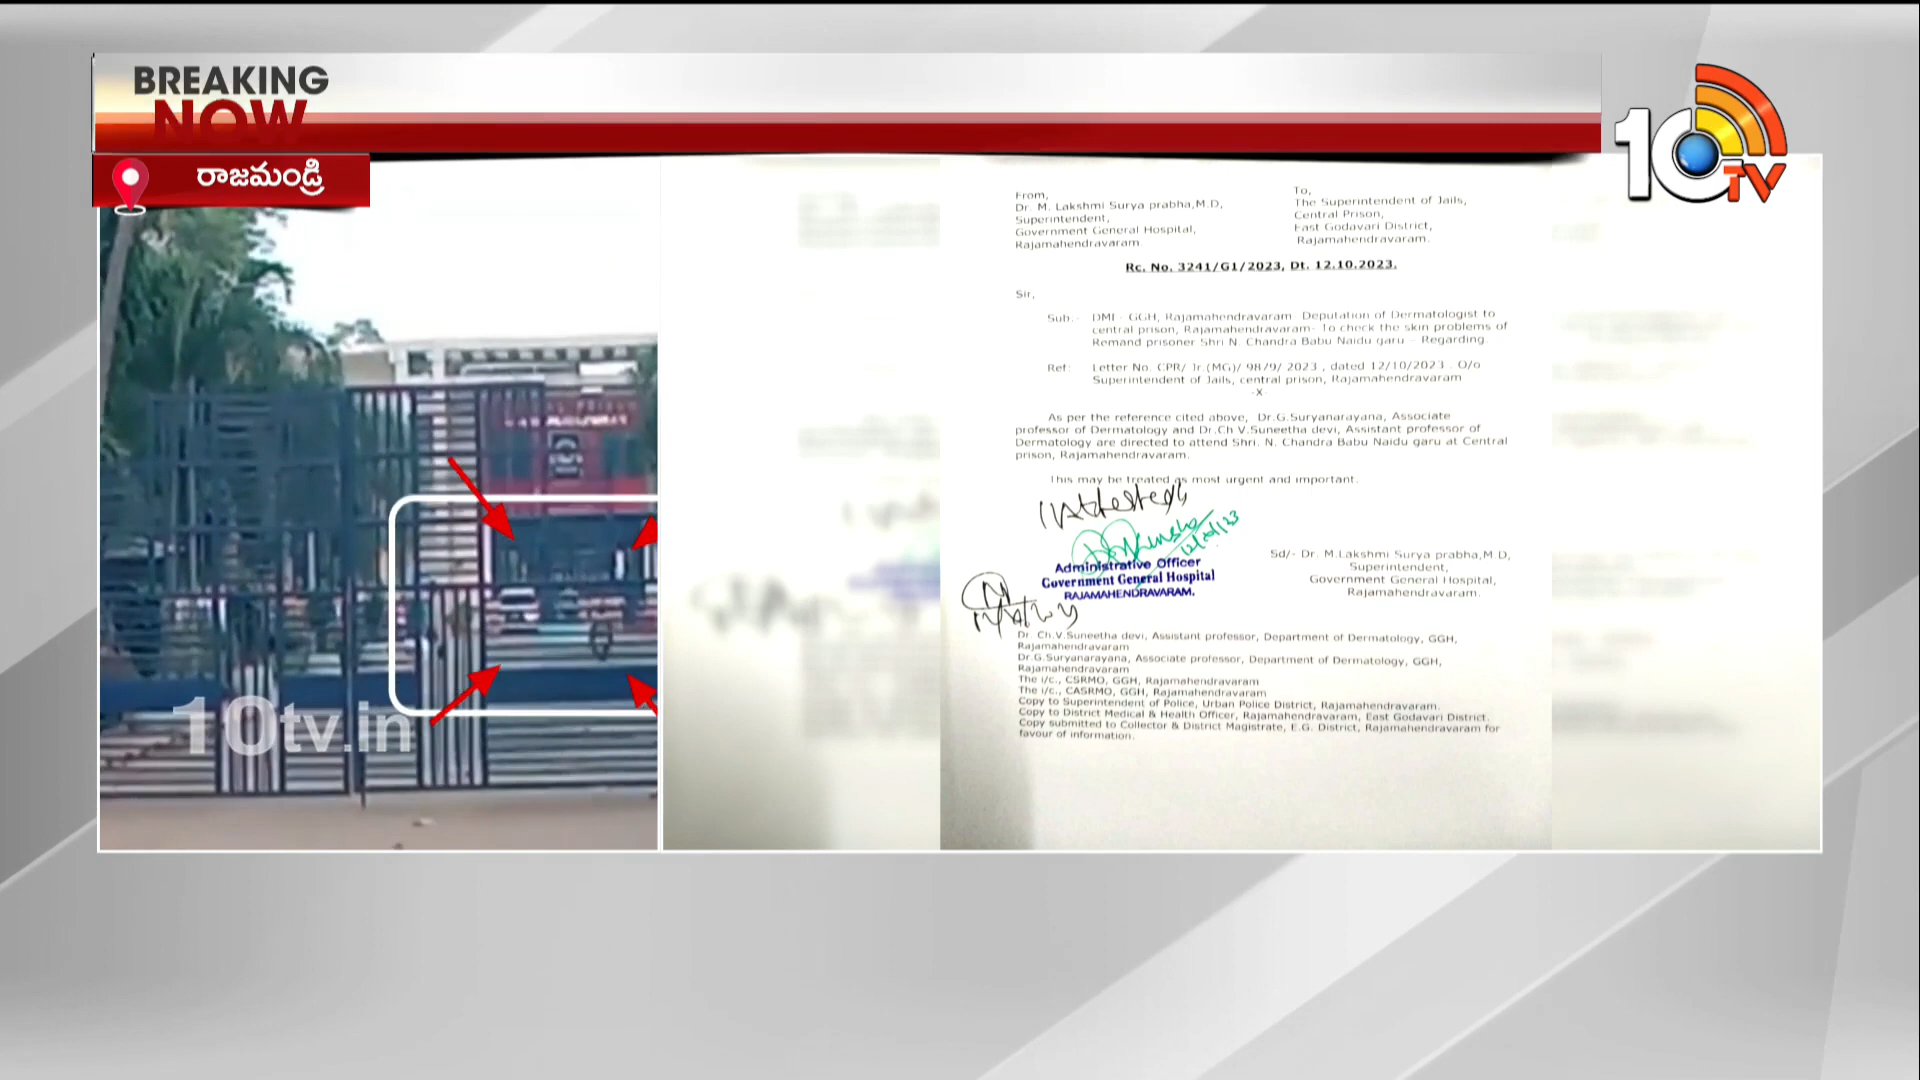 BREAKING
NOW
రాజమండ్రి
10TV
From,
Dr. M. Lakshmi Surya prabha,M.D,
Superintendent,
Government General Hospital,
Rajamahendravaram
To,
The Superintendent of Jails,
Central Prison,
East Godavari District,
Rajamahendravaram.
Rc. No. 3241/G1/2023, Dt. 12.10.2023.
Sir,
Sub:- DME - GGH, Rajamahendravaram- Deputation of Dermatologist to
central prison, Rajamahendravaram- To check the skin problems of
Remand prisoner Shri N. Chandra Babu Naidu garu - Regarding.
Ref: Letter No. CPR/ Jr (MG)/ 9879/ 2023 , dated 12/10/2023 . O/o
Superintendent of Jails, central prison, Rajamahendravaram
-X-
As per the reference cited above, Dr.G.Suryanarayana, Associate
professor of Dermatology and Dr.Ch V.Suneetha devi, Assistant professor of
Dermatology are directed to attend Shri. N. Chandra Babu Naidu garu at Central
prison, Rajamahendravaram.
This may be treated as most urgent and important.
Administrative Officer
Government General Hospital
RAJAMAHENDRAVARAM.
Sd/- Dr. M.Lakshmi Surya prabha,M.D,
Superintendent,
Government General Hospital,
Rajamahendravaram.
Dr. Ch.V.Suneetha devi, Assistant professor, Department of Dermatology, GGH,
Rajamahendravaram
Dr.G.Suryanarayana, Associate professor, Department of Dermatology, GGH,
Rajamahendravaram
The i/c., CSRMO, GGH, Rajamahendravaram
The i/c., CASRMO, GGH, Rajamahendravaram
Copy to Superintendent of Police, Urban Police District, Rajamahendravaram.
Copy to District Medical & Health Officer, Rajamahendravaram, East Godavari District.
Copy submitted to Collector & District Magistrate, E.G. District, Rajamahendravaram for
favour of information.
10tv.in